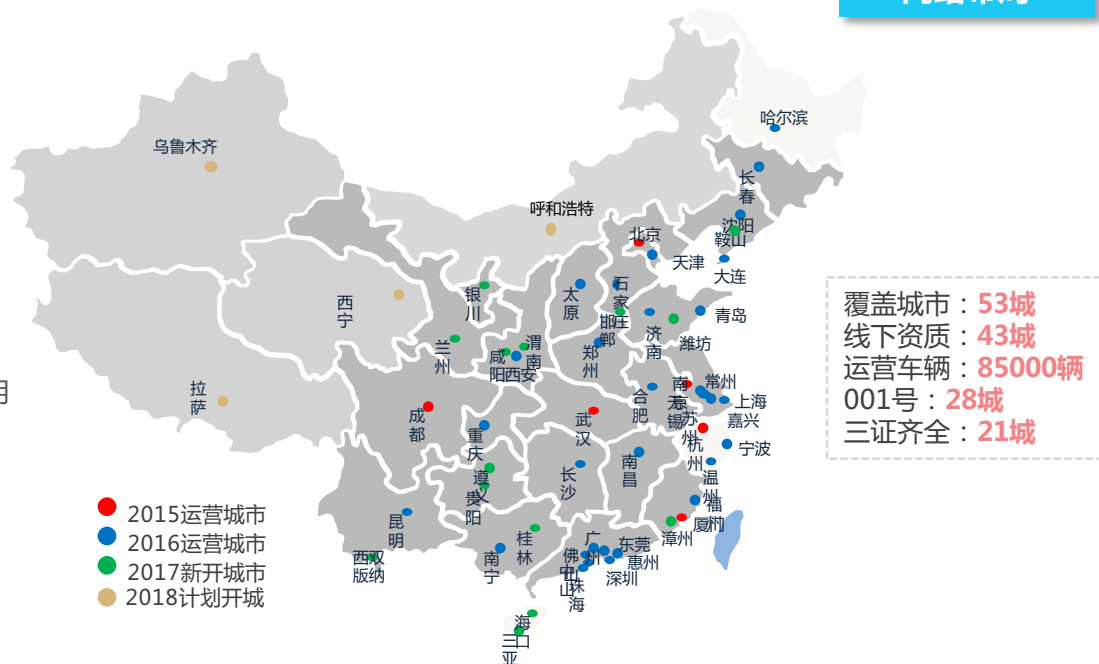 哈尔滨
乌鲁木齐
长春
呼和浩特
沈阳
鞍山
北京
天津
大连
西宁
银川
太原
石家庄
青岛
邯郸
济南
潍坊
兰州
咸阳
西安
渭南
郑州
拉萨
成都
重庆
武汉
合肥
南京
常州
无锡
苏州
上海
嘉兴
杭州
宁波
温州
南昌
长沙
遵义
贵阳
福州
厦门
漳州
昆明
桂林
南宁
西双版纳
广州
东莞
惠州
佛山
中山
深圳
珠海
海口
三亚
覆盖城市：53城
线下资质：43城
运营车辆：85000辆
001号：28城
三证齐全：21城
2015运营城市
2016运营城市
2017新开城市
2018计划开城